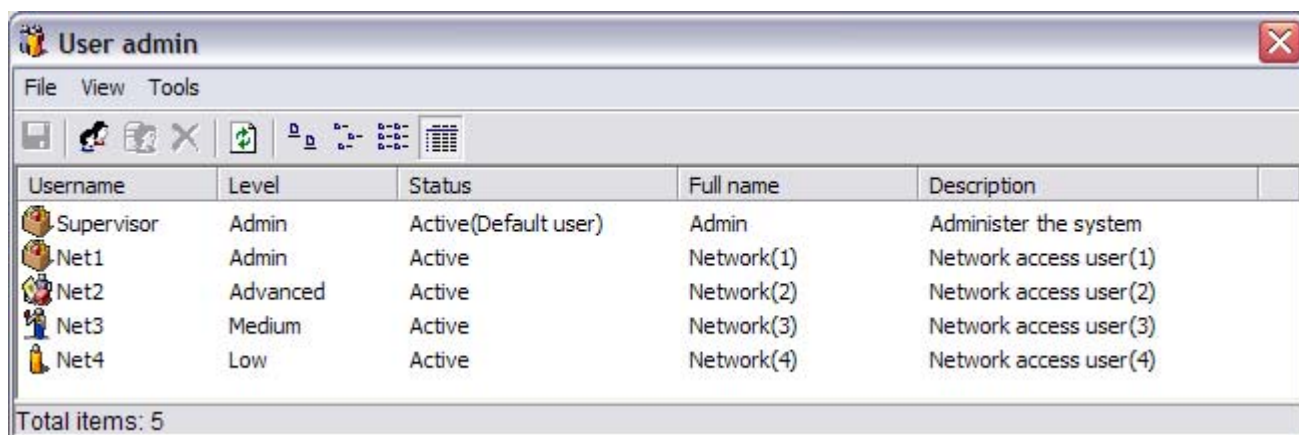 User admin
File View Tools
Username Level Status Full name Description
Supervisor Admin Active(Default user) Admin Administer the system
Net1 Admin Active Network(1) Network access user(1)
Net2 Advanced Active Network(2) Network access user(2)
Net3 Medium Active Network(3) Network access user(3)
Net4 Low Active Network(4) Network access user(4)
Total items: 5